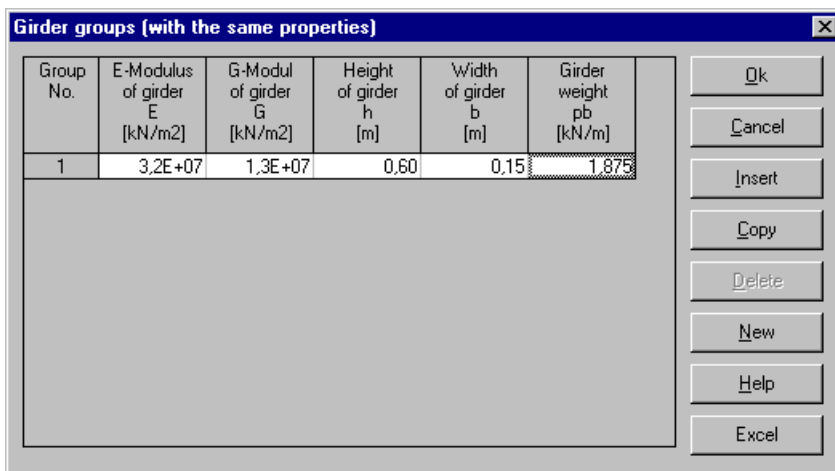 Girder groups (with the same properties)
Group No.
E-Modulus of girder E [kN/m2]
G-Modul of girder G [kN/m2]
Height of girder h [m]
Width of girder b [m]
Girder weight pb [kN/m]
1 3,2E+07 1,3E+07 0,60 0,15 1,875
Ok
Cancel
Insert
Copy
Delete
New
Help
Excel